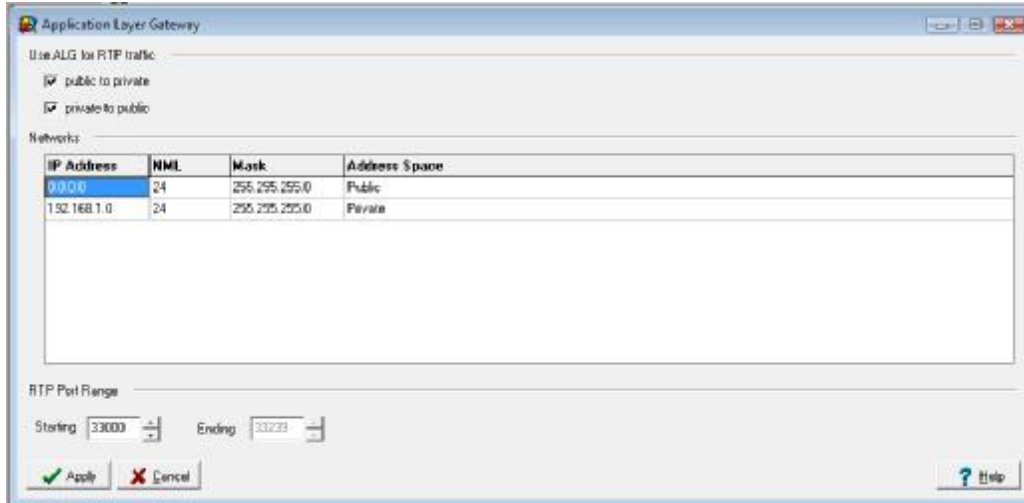 Application Layer Gateway
Use ALG for RTP traffic
public to private
private to public
Networks
IP Address NML Mask Address Space
0.0.0.0 24 255.255.255.0 Public
192.168.1.0 24 255.255.255.0 Private
RTP Port Range
Starting 33000 Ending 33239
Apply Cancel Help